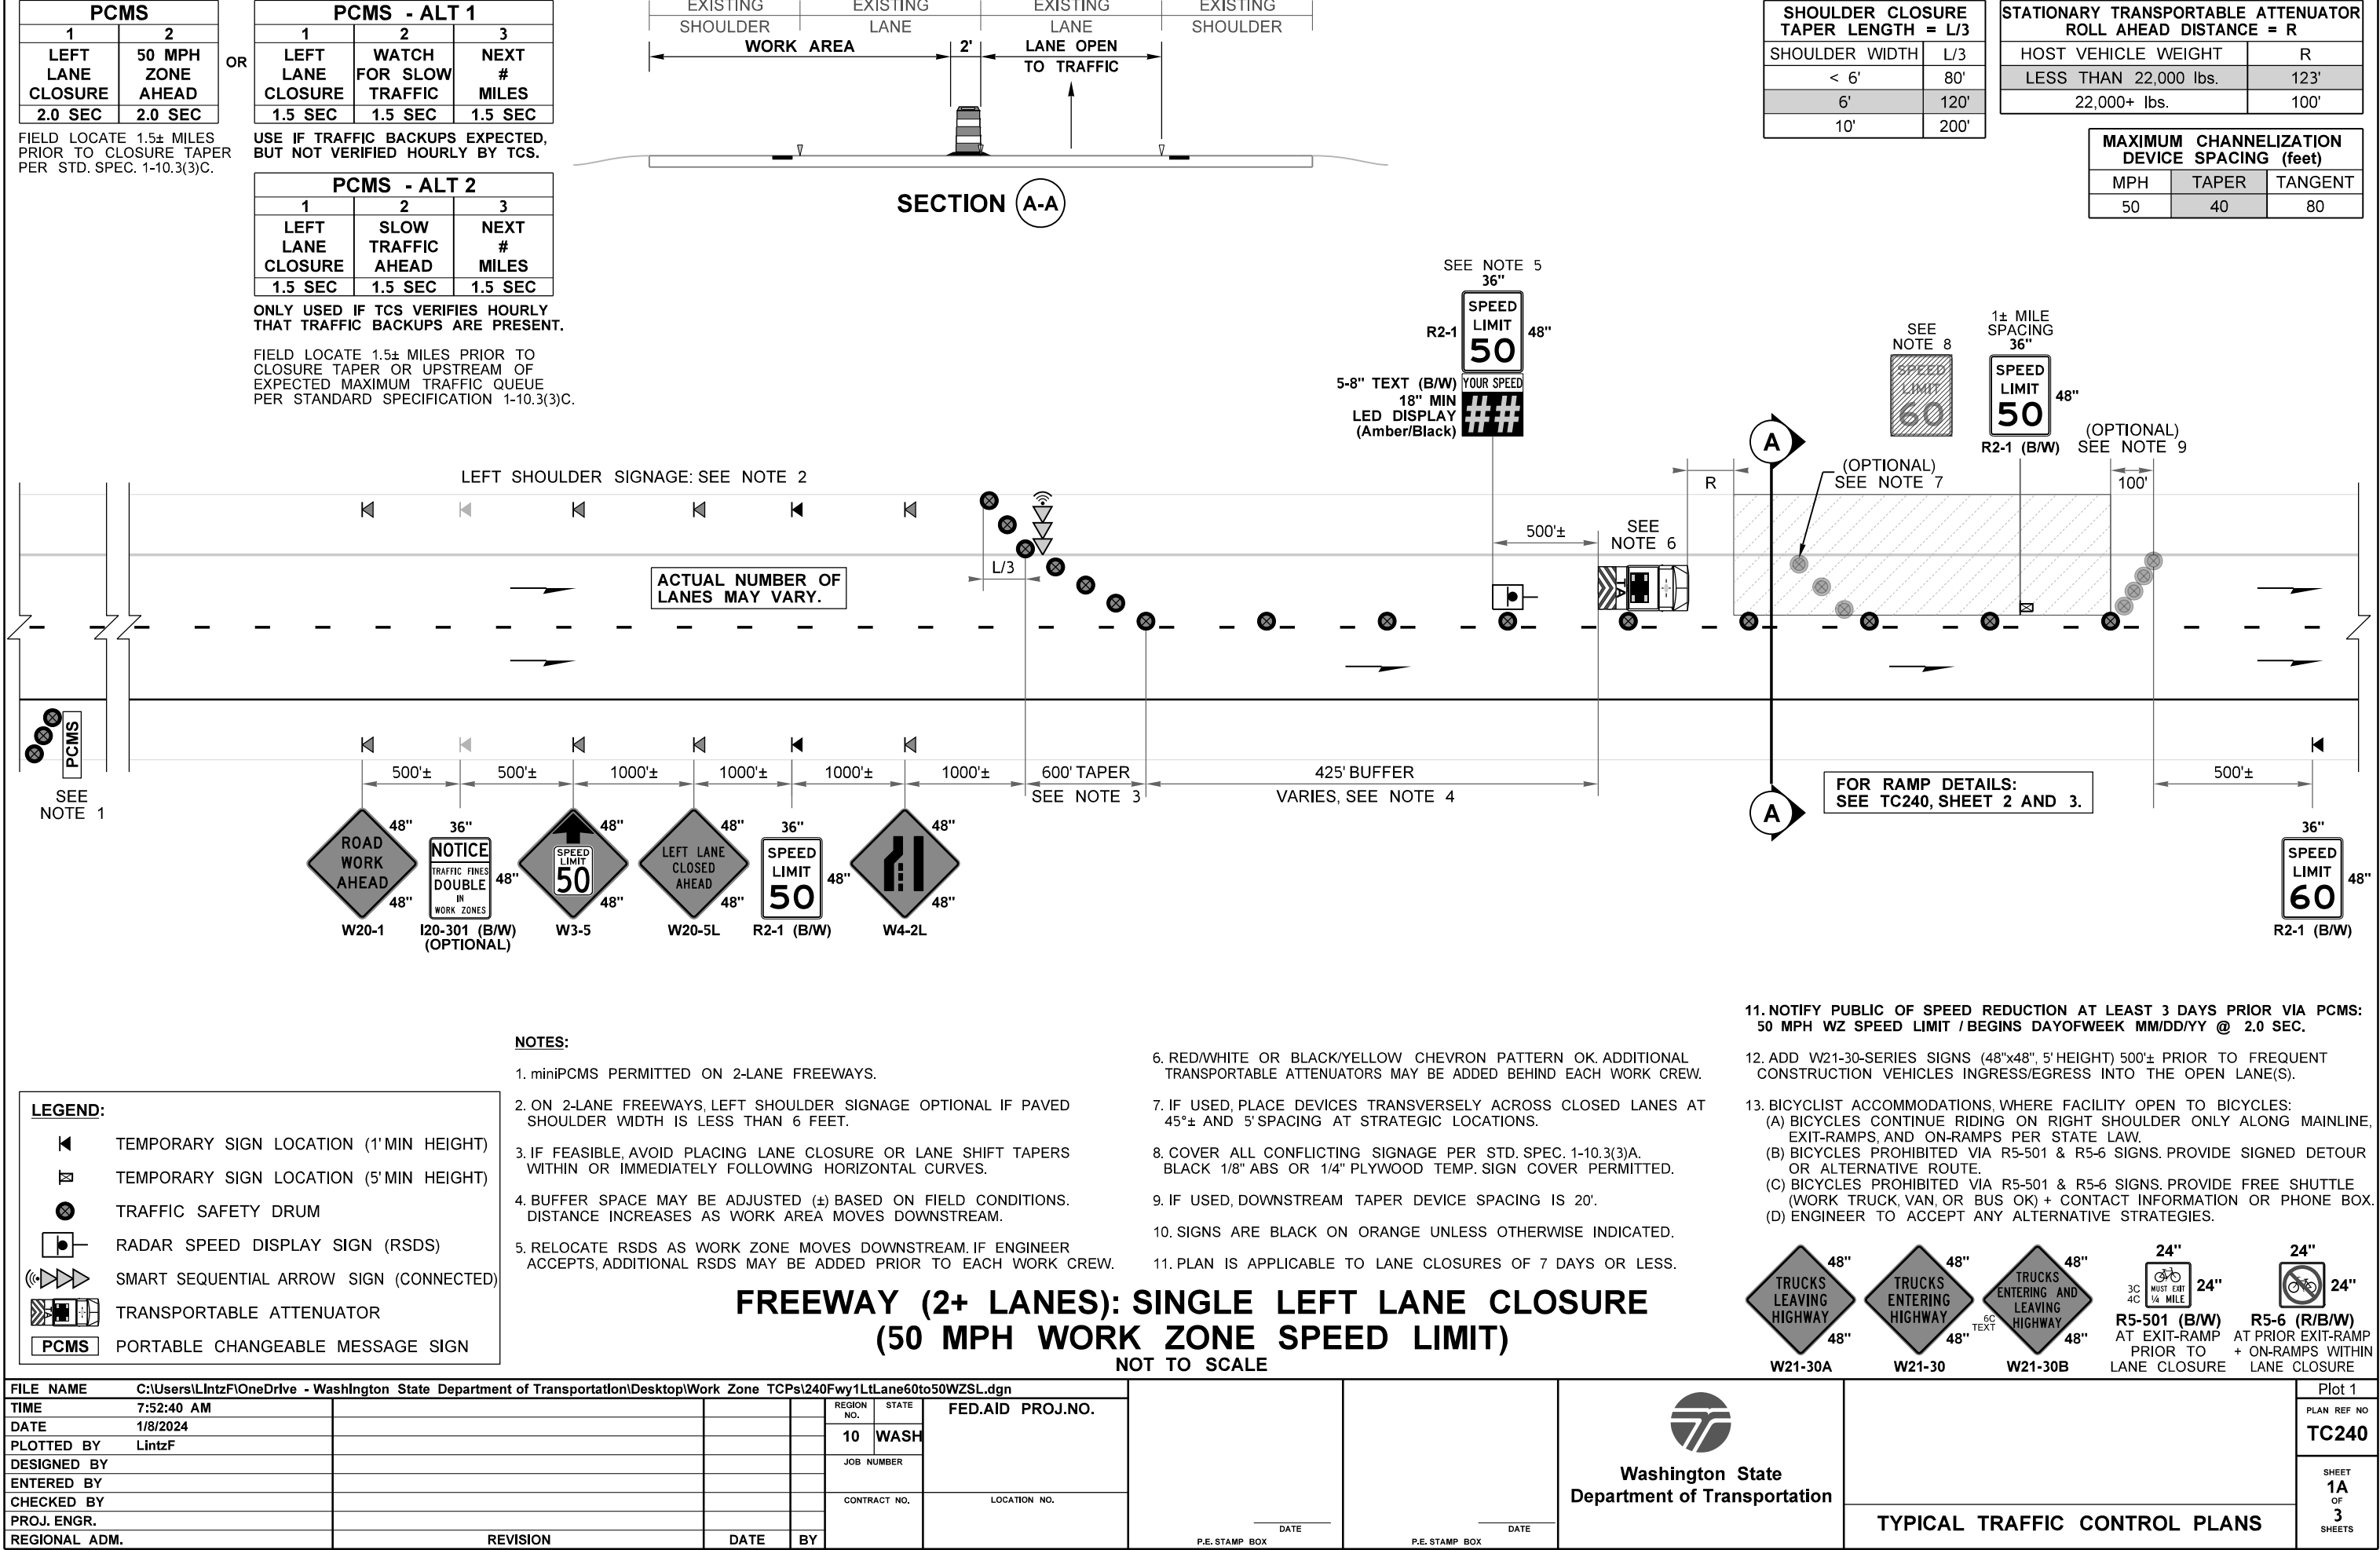 PCMS
1 2
LEFT LANE CLOSURE 50 MPH ZONE AHEAD
2.0 SEC 2.0 SEC
FIELD LOCATE 1.5± MILES
PRIOR TO CLOSURE TAPER
PER STD. SPEC. 1-10.3(3)C.
OR
PCMS - ALT 1
1 2 3
LEFT WATCH NEXT
LANE FOR SLOW #
CLOSURE TRAFFIC MILES
1.5 SEC 1.5 SEC 1.5 SEC
USE IF TRAFFIC BACKUPS EXPECTED,
BUT NOT VERIFIED HOURLY BY TCS.
PCMS - ALT 2
1 2 3
LEFT SLOW NEXT
LANE TRAFFIC #
CLOSURE AHEAD MILES
1.5 SEC 1.5 SEC 1.5 SEC
ONLY USED IF TCS VERIFIES HOURLY
THAT TRAFFIC BACKUPS ARE PRESENT.
FIELD LOCATE 1.5± MILES PRIOR TO
CLOSURE TAPER OR UPSTREAM OF
EXPECTED MAXIMUM TRAFFIC QUEUE
PER STANDARD SPECIFICATION 1-10.3(3)C.
EXISTING EXISTING EXISTING EXISTING
SHOULDER LANE LANE SHOULDER
WORK AREA 2' LANE OPEN
TO TRAFFIC
SECTION A-A
SHOULDER CLOSURE
TAPER LENGTH = L/3
SHOULDER WIDTH L/3
< 6' 80'
6' 120'
10' 200'
STATIONARY TRANSPORTABLE ATTENUATOR
ROLL AHEAD DISTANCE = R
HOST VEHICLE WEIGHT R
LESS THAN 22,000 lbs. 123'
22,000+ lbs. 100'
MAXIMUM CHANNELIZATION
DEVICE SPACING (feet)
MPH TAPER TANGENT
50 40 80
SEE NOTE 5
36"
SPEED
R2-1 LIMIT 48"
50
5-8" TEXT (B/W) YOUR SPEED
18" MIN
LED DISPLAY ##
(Amber/Black)
SEE
NOTE 8
SPEED
LIMIT
60
1± MILE
SPACING
36"
SPEED
LIMIT 48"
50
R2-1 (B/W)
(OPTIONAL)
SEE NOTE 9
100'
A
(OPTIONAL)
SEE NOTE 7
R
LEFT SHOULDER SIGNAGE: SEE NOTE 2
500'±
SEE
NOTE 6
L/3
ACTUAL NUMBER OF
LANES MAY VARY.
PCMS
SEE
NOTE 1
500'± 500'± 1000'± 1000'± 1000'± 1000'± 600' TAPER 425' BUFFER 500'±
SEE NOTE 3 VARIES, SEE NOTE 4
FOR RAMP DETAILS:
SEE TC240, SHEET 2 AND 3.
A
ROAD
WORK
AHEAD
48"
48"
W20-1
36"
NOTICE
TRAFFIC FINES
DOUBLE 48"
IN
WORK ZONES
I20-301 (B/W)
(OPTIONAL)
SPEED
LIMIT
50
48"
48"
W3-5
LEFT LANE
CLOSED
AHEAD
48"
48"
W20-5L
36"
SPEED
LIMIT 48"
50
R2-1 (B/W)
48"
48"
W4-2L
36"
SPEED
LIMIT 48"
60
R2-1 (B/W)
LEGEND:
TEMPORARY SIGN LOCATION (1' MIN HEIGHT)
TEMPORARY SIGN LOCATION (5' MIN HEIGHT)
TRAFFIC SAFETY DRUM
RADAR SPEED DISPLAY SIGN (RSDS)
SMART SEQUENTIAL ARROW SIGN (CONNECTED)
TRANSPORTABLE ATTENUATOR
PCMS PORTABLE CHANGEABLE MESSAGE SIGN
NOTES:
1. miniPCMS PERMITTED ON 2-LANE FREEWAYS.
2. ON 2-LANE FREEWAYS, LEFT SHOULDER SIGNAGE OPTIONAL IF PAVED
SHOULDER WIDTH IS LESS THAN 6 FEET.
3. IF FEASIBLE, AVOID PLACING LANE CLOSURE OR LANE SHIFT TAPERS
WITHIN OR IMMEDIATELY FOLLOWING HORIZONTAL CURVES.
4. BUFFER SPACE MAY BE ADJUSTED (±) BASED ON FIELD CONDITIONS.
DISTANCE INCREASES AS WORK AREA MOVES DOWNSTREAM.
5. RELOCATE RSDS AS WORK ZONE MOVES DOWNSTREAM. IF ENGINEER
ACCEPTS, ADDITIONAL RSDS MAY BE ADDED PRIOR TO EACH WORK CREW.
6. RED/WHITE OR BLACK/YELLOW CHEVRON PATTERN OK. ADDITIONAL
TRANSPORTABLE ATTENUATORS MAY BE ADDED BEHIND EACH WORK CREW.
7. IF USED, PLACE DEVICES TRANSVERSELY ACROSS CLOSED LANES AT
45°± AND 5' SPACING AT STRATEGIC LOCATIONS.
8. COVER ALL CONFLICTING SIGNAGE PER STD. SPEC. 1-10.3(3)A.
BLACK 1/8" ABS OR 1/4" PLYWOOD TEMP. SIGN COVER PERMITTED.
9. IF USED, DOWNSTREAM TAPER DEVICE SPACING IS 20'.
10. SIGNS ARE BLACK ON ORANGE UNLESS OTHERWISE INDICATED.
11. PLAN IS APPLICABLE TO LANE CLOSURES OF 7 DAYS OR LESS.
11. NOTIFY PUBLIC OF SPEED REDUCTION AT LEAST 3 DAYS PRIOR VIA PCMS:
50 MPH WZ SPEED LIMIT / BEGINS DAYOFWEEK MM/DD/YY @ 2.0 SEC.
12. ADD W21-30-SERIES SIGNS (48"x48", 5' HEIGHT) 500'± PRIOR TO FREQUENT
CONSTRUCTION VEHICLES INGRESS/EGRESS INTO THE OPEN LANE(S).
13. BICYCLIST ACCOMMODATIONS, WHERE FACILITY OPEN TO BICYCLES:
(A) BICYCLES CONTINUE RIDING ON RIGHT SHOULDER ONLY ALONG MAINLINE,
EXIT-RAMPS, AND ON-RAMPS PER STATE LAW.
(B) BICYCLES PROHIBITED VIA R5-501 & R5-6 SIGNS. PROVIDE SIGNED DETOUR
OR ALTERNATIVE ROUTE.
(C) BICYCLES PROHIBITED VIA R5-501 & R5-6 SIGNS. PROVIDE FREE SHUTTLE
(WORK TRUCK, VAN, OR BUS OK) + CONTACT INFORMATION OR PHONE BOX.
(D) ENGINEER TO ACCEPT ANY ALTERNATIVE STRATEGIES.
TRUCKS
LEAVING
HIGHWAY
48"
48"
W21-30A
TRUCKS
ENTERING
HIGHWAY
48"
48"
W21-30
6C
TEXT
TRUCKS
ENTERING AND
LEAVING
HIGHWAY
48"
48"
W21-30B
24"
3C MUST EXIT 24"
4C ¼ MILE
R5-501 (B/W)
AT EXIT-RAMP
PRIOR TO
LANE CLOSURE
24"
24"
R5-6 (R/B/W)
AT PRIOR EXIT-RAMP
+ ON-RAMPS WITHIN
LANE CLOSURE
FREEWAY (2+ LANES): SINGLE LEFT LANE CLOSURE
(50 MPH WORK ZONE SPEED LIMIT)
NOT TO SCALE
FILE NAME C:\Users\LintzF\OneDrive - Washington State Department of Transportation\Desktop\Work Zone TCPs\240Fwy1LtLane60to50WZSL.dgn
TIME 7:52:40 AM
DATE 1/8/2024
PLOTTED BY LintzF
DESIGNED BY
ENTERED BY
CHECKED BY
PROJ. ENGR.
REGIONAL ADM. REVISION DATE BY
REGION NO. STATE
10 WASH
JOB NUMBER
CONTRACT NO.
FED.AID PROJ.NO.
LOCATION NO.
DATE
P.E. STAMP BOX
DATE
P.E. STAMP BOX
Washington State
Department of Transportation
TYPICAL TRAFFIC CONTROL PLANS
Plot 1
PLAN REF NO
TC240
SHEET
1A
OF
3
SHEETS